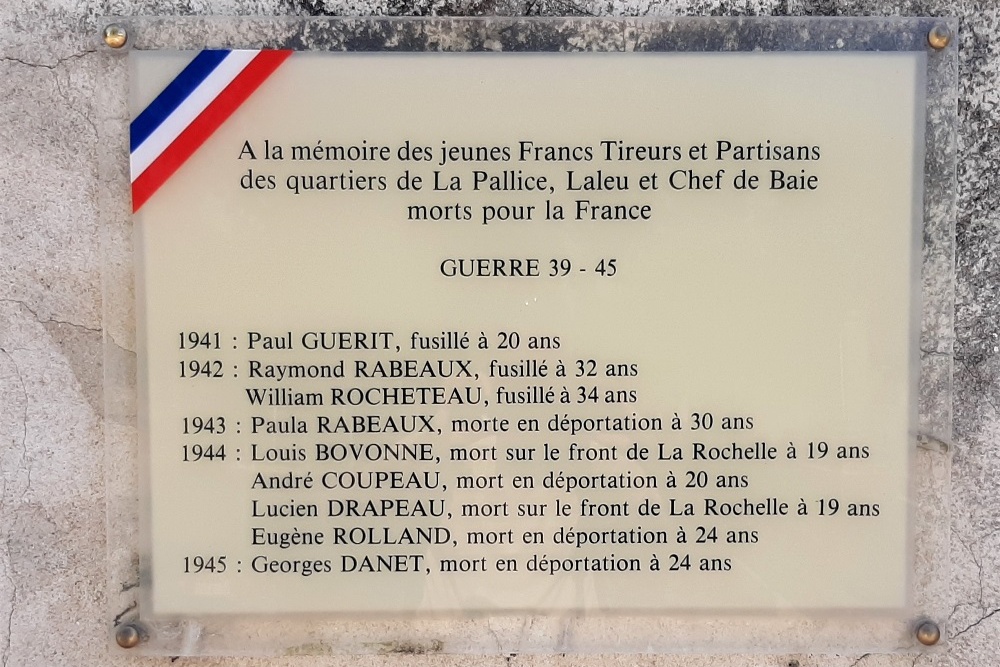 A la mémoire des jeunes Francs Tireurs et Partisans
des quartiers de La Pallice, Laleu et Chef de Baie
morts pour la France
GUERRE 39 - 45
1941 : Paul GUERIT, fusillé à 20 ans
1942 : Raymond RABEAUX, fusillé à 32 ans
William ROCHETEAU, fusillé à 34 ans
1943 : Paula RABEAUX, morte en déportation à 30 ans
1944 : Louis BOVONNE, mort sur le front de La Rochelle à 19 ans
André COUPEAU, mort en déportation à 20 ans
Lucien DRAPEAU, mort sur le front de La Rochelle à 19 ans
Eugène ROLLAND, mort en déportation à 24 ans
1945 : Georges DANET, mort en déportation à 24 ans